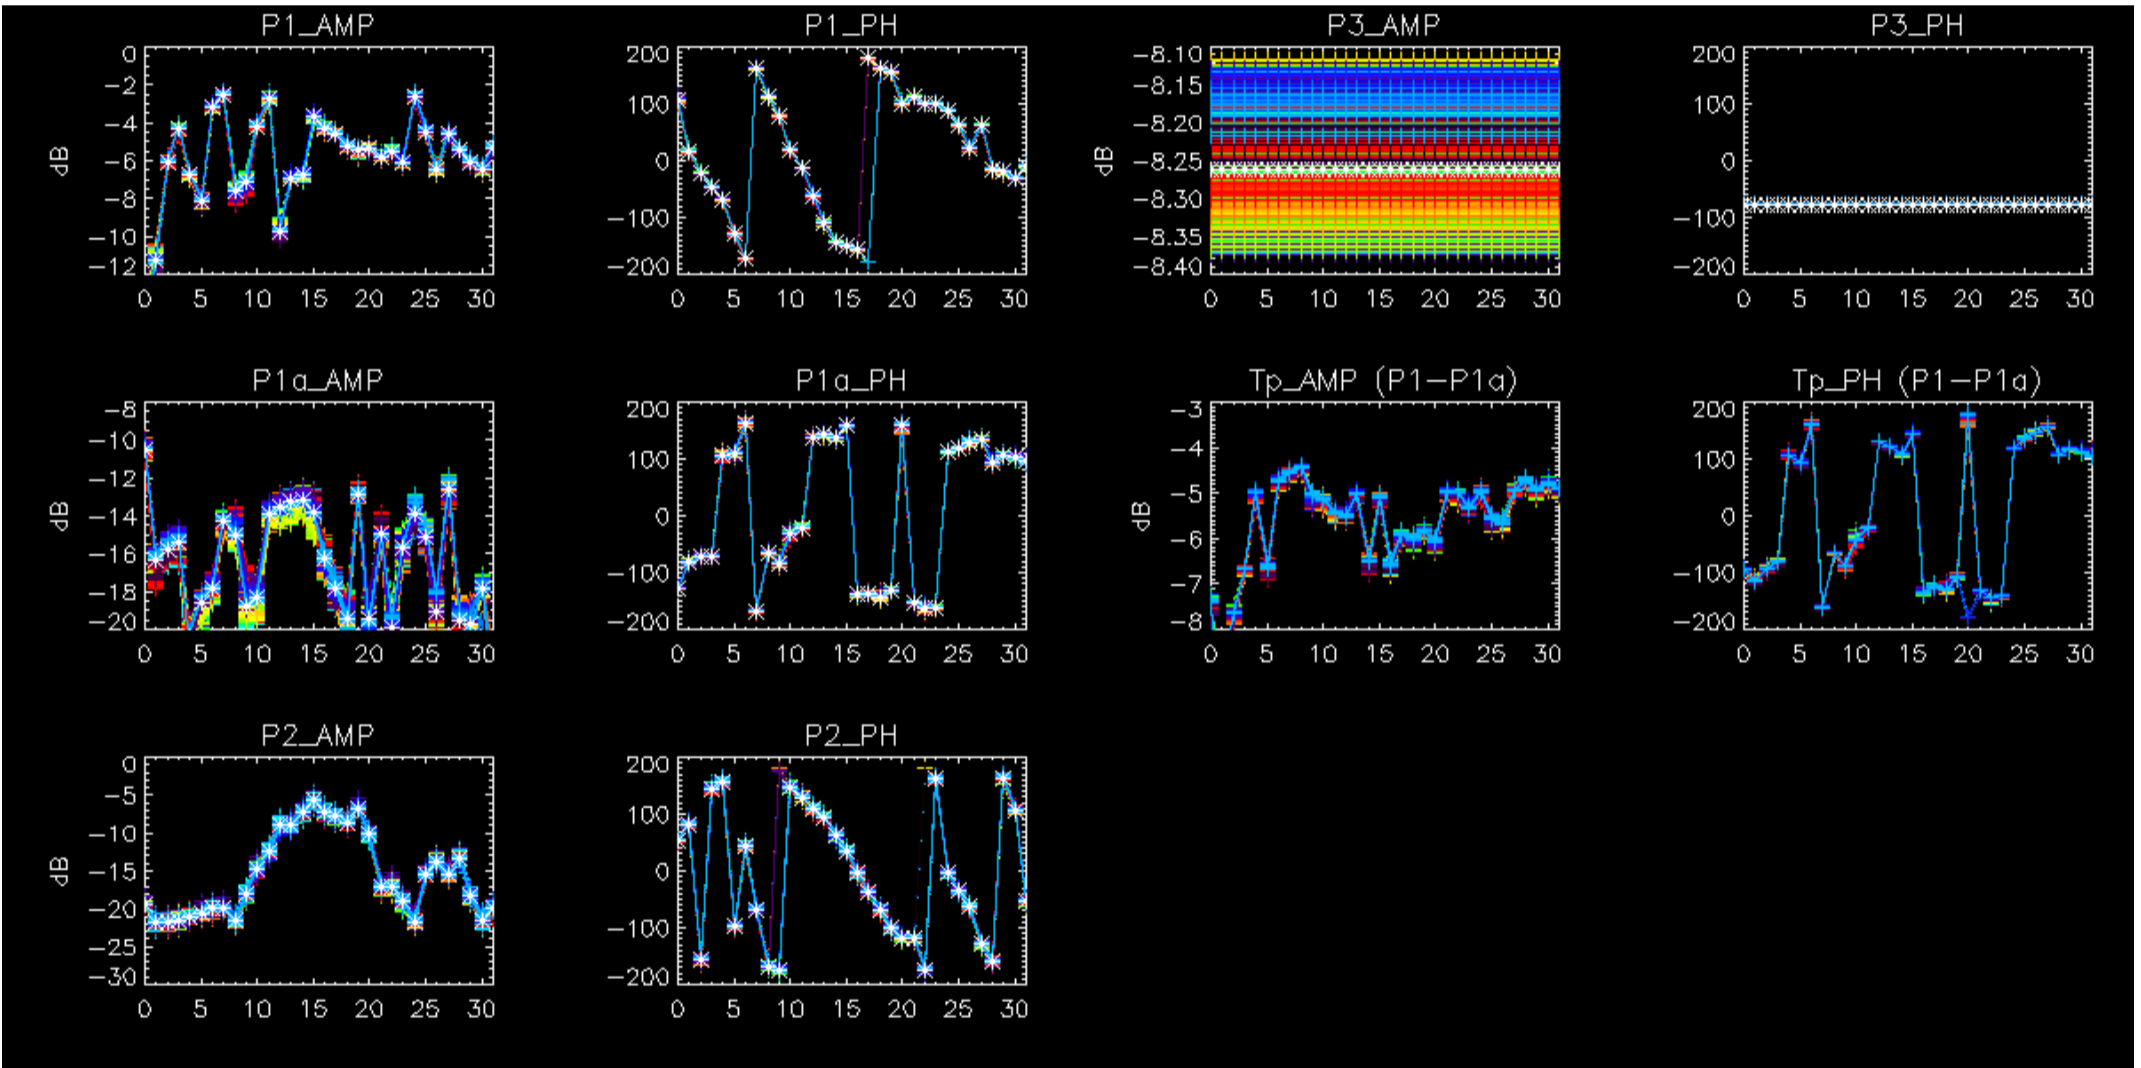 P1_AMP
dB
0
−2
−4
−6
−8
−10
−12
0 5 10 15 20 25 30
P1_PH
200
100
0
−100
−200
0 5 10 15 20 25 30
P3_AMP
dB
−8.10
−8.15
−8.20
−8.25
−8.30
−8.35
−8.40
0 5 10 15 20 25 30
P3_PH
200
100
0
−100
−200
0 5 10 15 20 25 30
P1a_AMP
dB
−8
−10
−12
−14
−16
−18
−20
0 5 10 15 20 25 30
P1a_PH
200
100
0
−100
−200
0 5 10 15 20 25 30
Tp_AMP (P1−P1a)
dB
−3
−4
−5
−6
−7
−8
0 5 10 15 20 25 30
Tp_PH (P1−P1a)
200
100
0
−100
−200
0 5 10 15 20 25 30
P2_AMP
dB
0
−5
−10
−15
−20
−25
−30
0 5 10 15 20 25 30
P2_PH
200
100
0
−100
−200
0 5 10 15 20 25 30